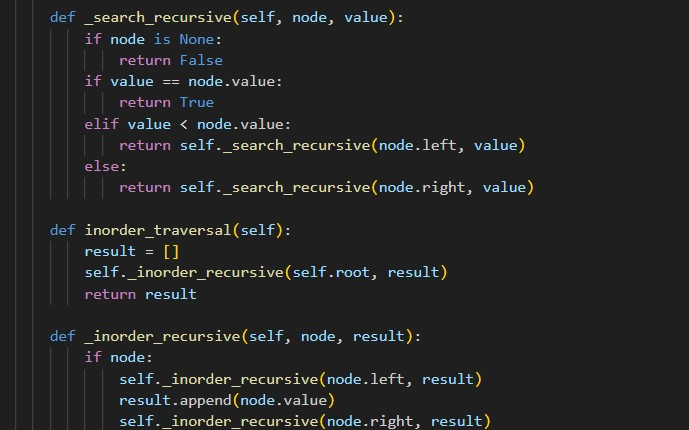 def _search_recursive(self, node, value):
if node is None:
return False
if value == node.value:
return True
elif value < node.value:
return self._search_recursive(node.left, value)
else:
return self._search_recursive(node.right, value)
def inorder_traversal(self):
result = []
self._inorder_recursive(self.root, result)
return result
def _inorder_recursive(self, node, result):
if node:
self._inorder_recursive(node.left, result)
result.append(node.value)
self._inorder_recursive(node.right, result)